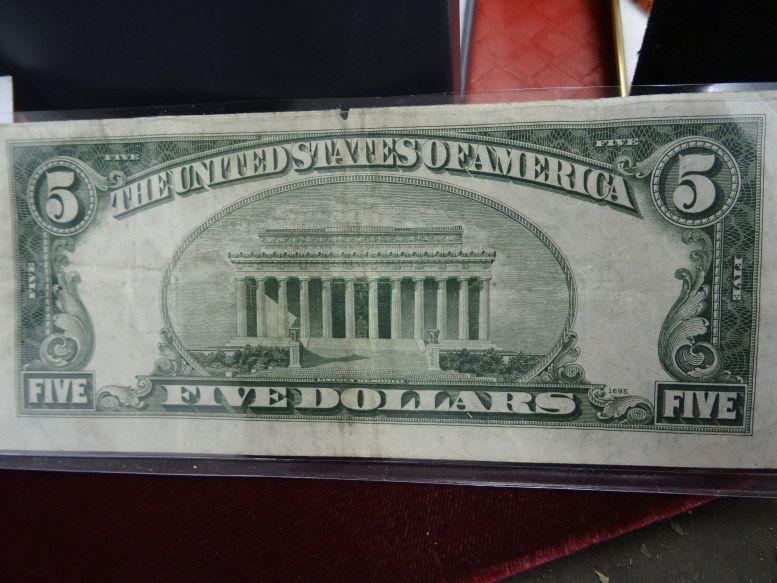 FIVE FIVE
5 THE UNITED STATES OF AMERICA 5
FIVE FIVE
LINCOLN MEMORIAL
FIVE FIVE DOLLARS 1695 FIVE